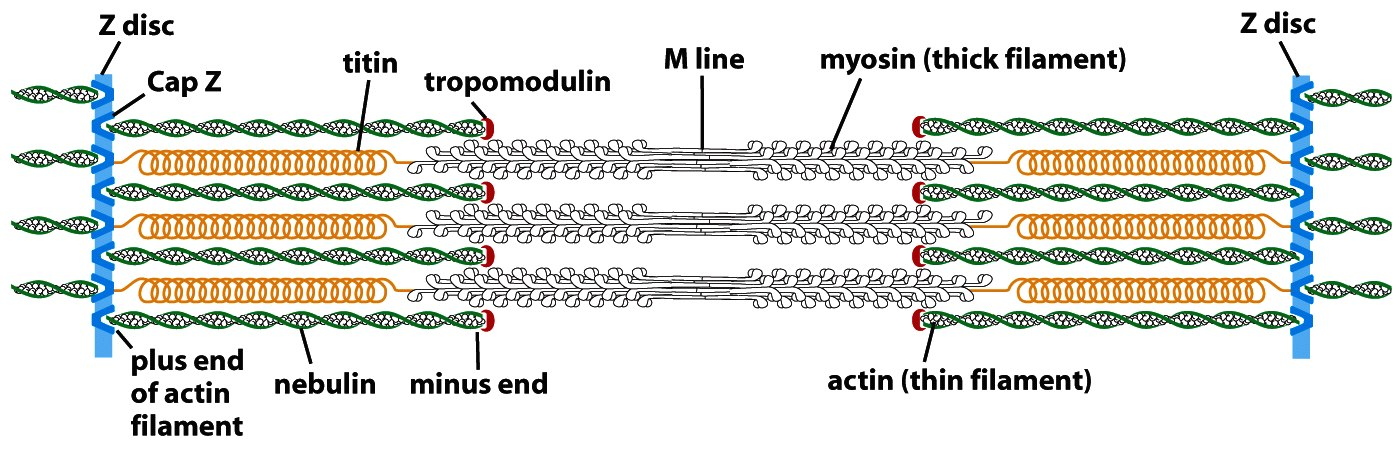 Z disc
Z disc
Cap Z
titin
tropomodulin
M line
myosin (thick filament)
plus end
of actin
filament
nebulin
minus end
actin (thin filament)